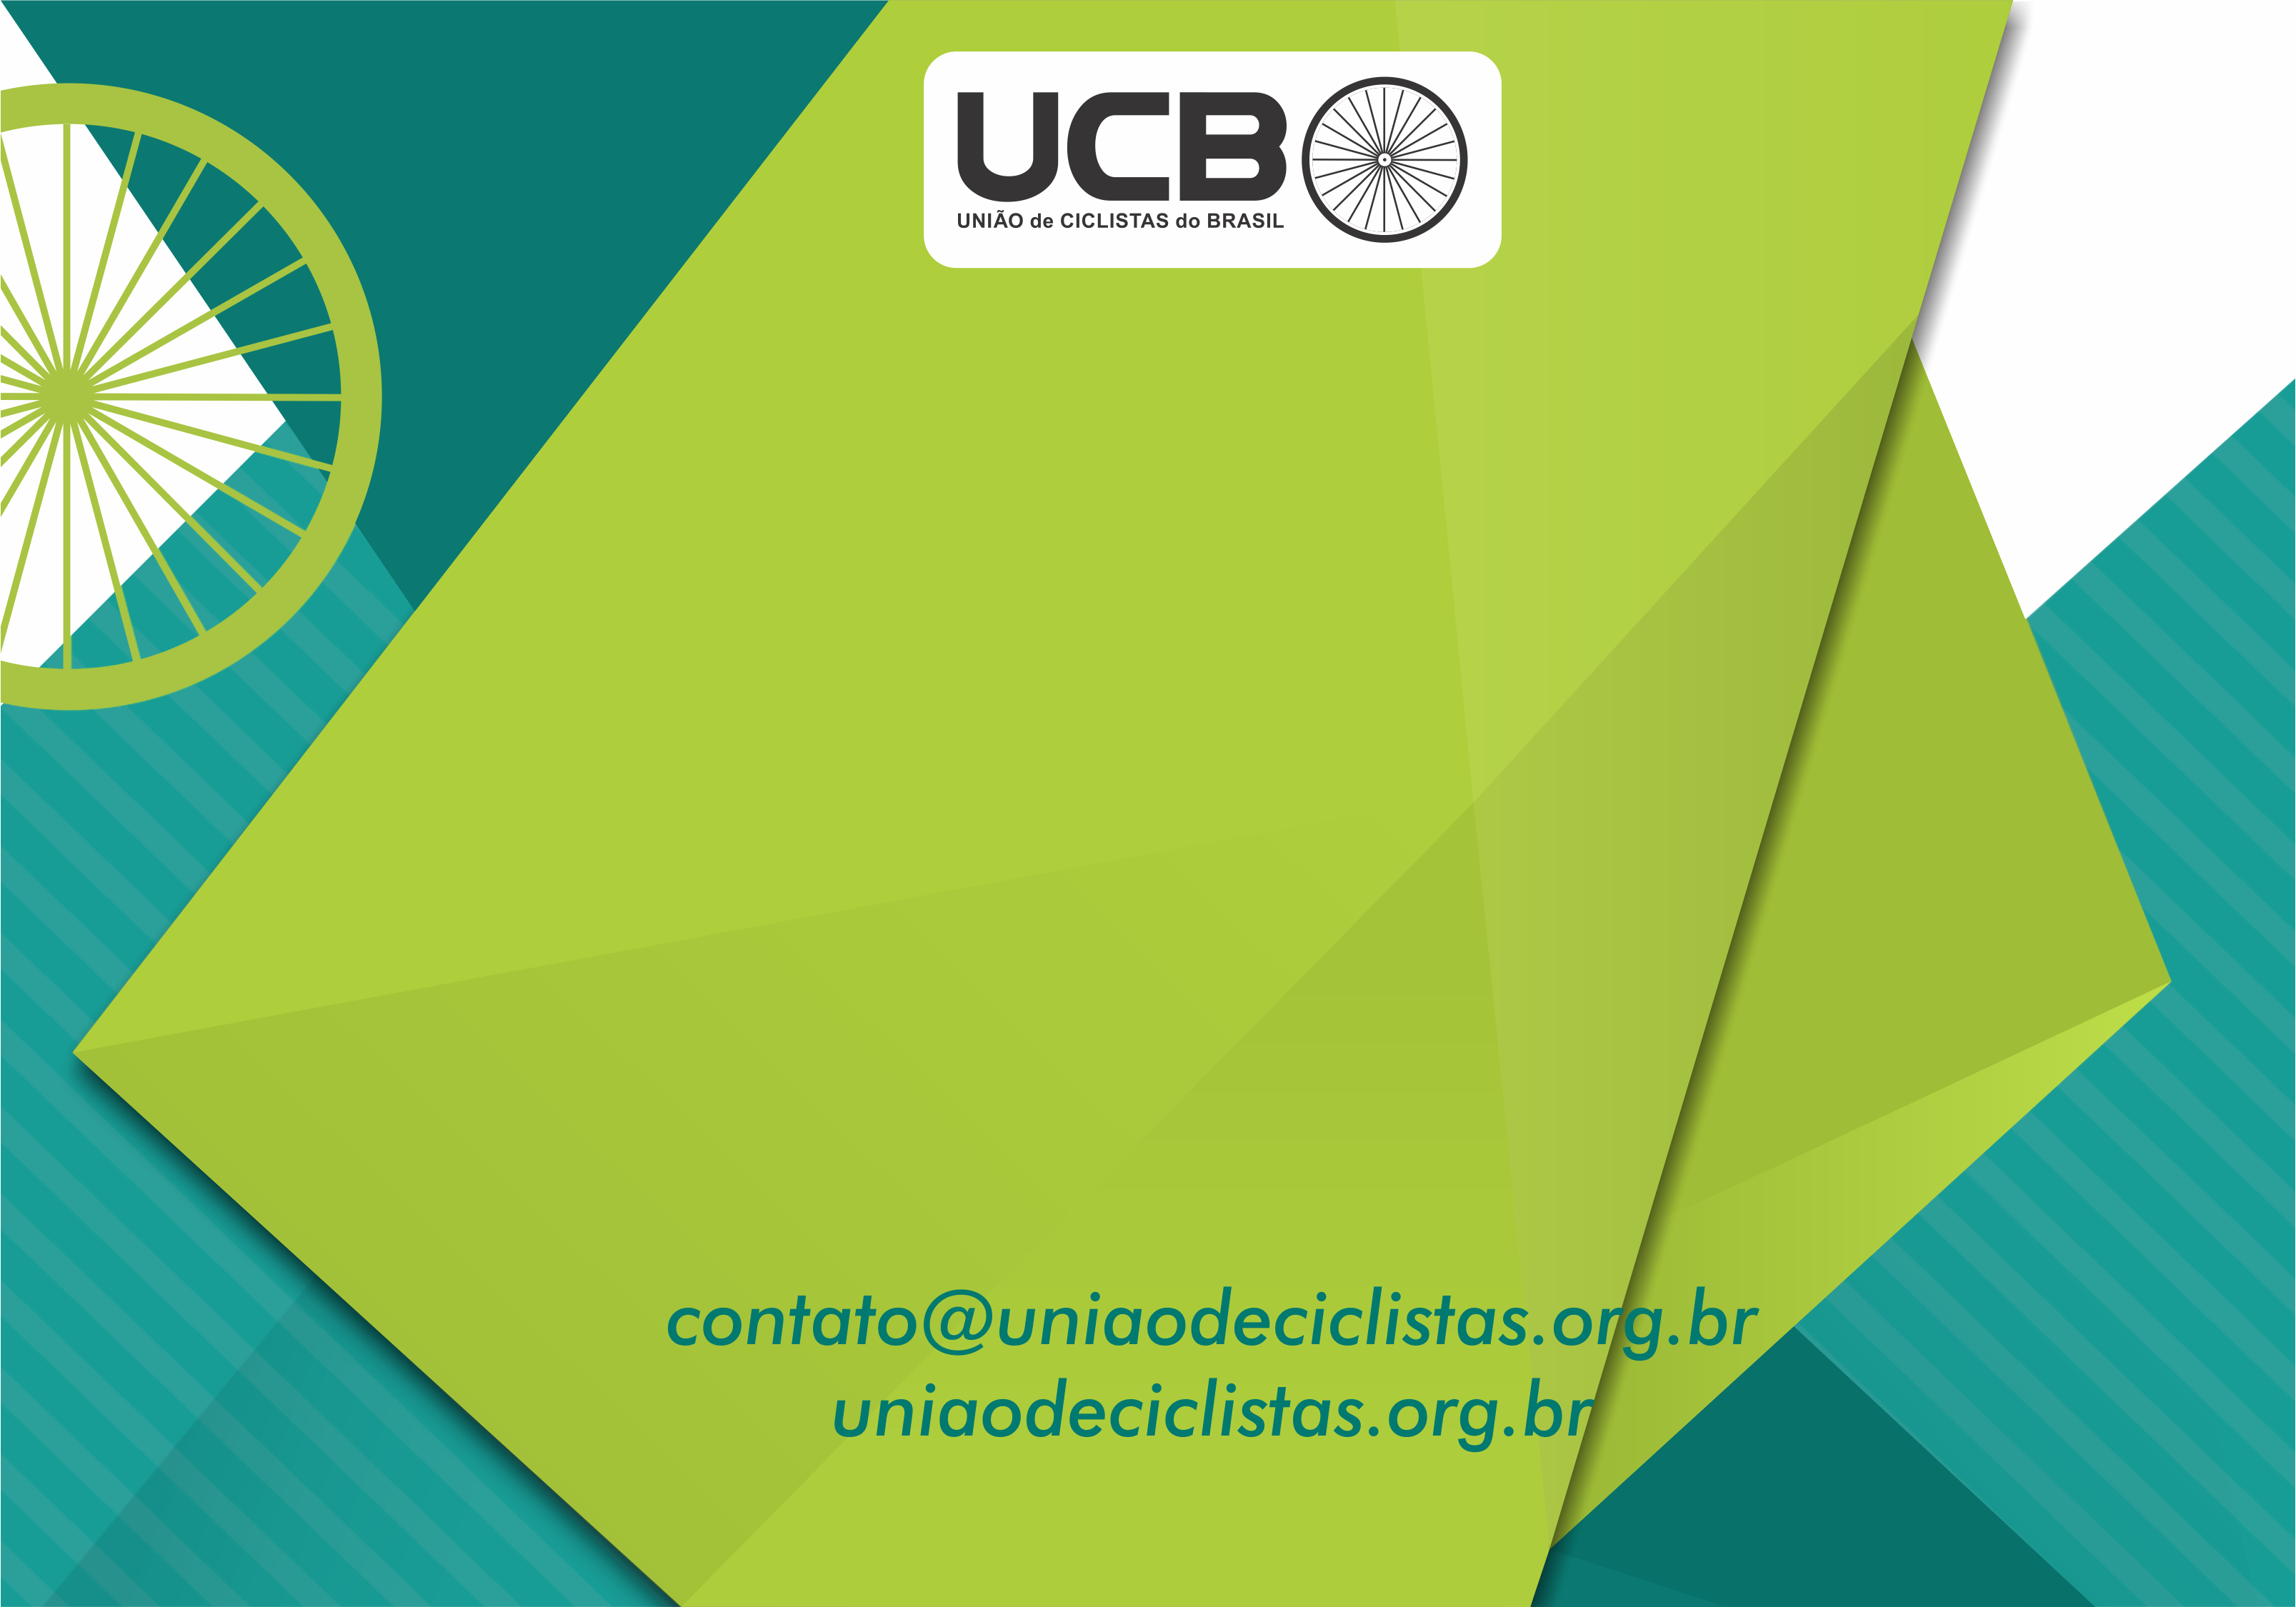 UCB
UNIÃO de CICLISTAS do BRASIL
contato@uniaodeciclistas.org.br
uniaodeciclistas.org.br